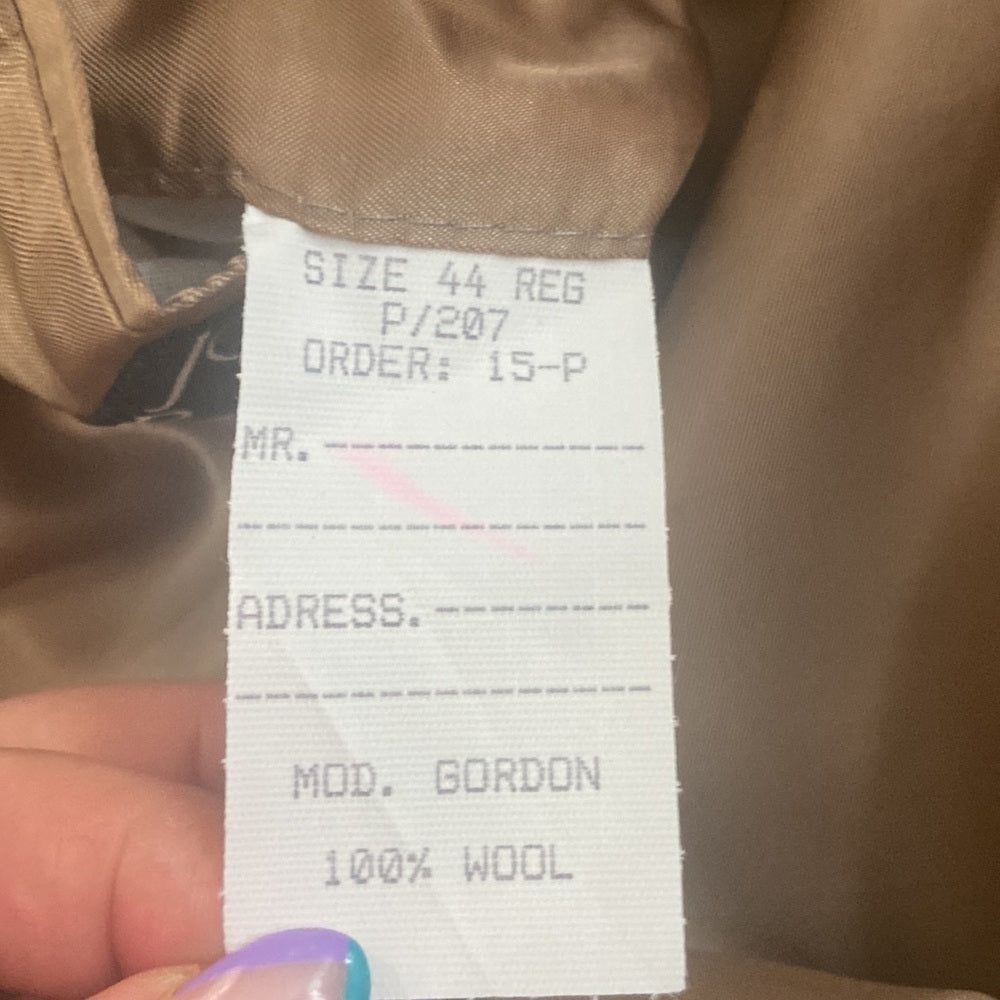 SIZE 44 REG
P/207
ORDER: 15-P
MR. ------------
----------------
ADRESS. --------
----------------
MOD. GORDON
100% WOOL